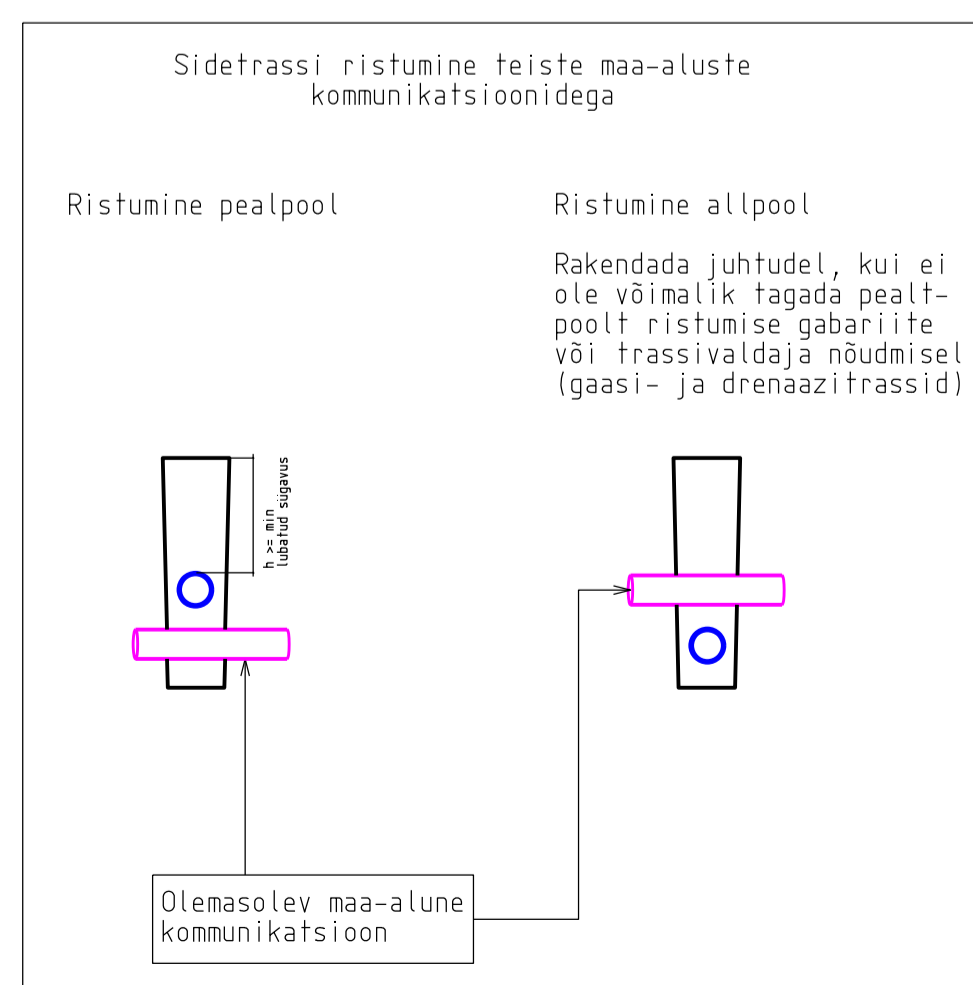 Sidetrassi ristumine teiste maa-aluste
kommunikatsioonidega
Ristumine pealpool
Ristumine allpool
Rakendada juhtudel, kui ei
ole võimalik tagada pealt-
poolt ristumise gabariite
või trassivaldaja nõudmisel
(gaasi- ja drenaazitrassid)
h >= min
lubatud sügavus
Olemasolev maa-alune
kommunikatsioon